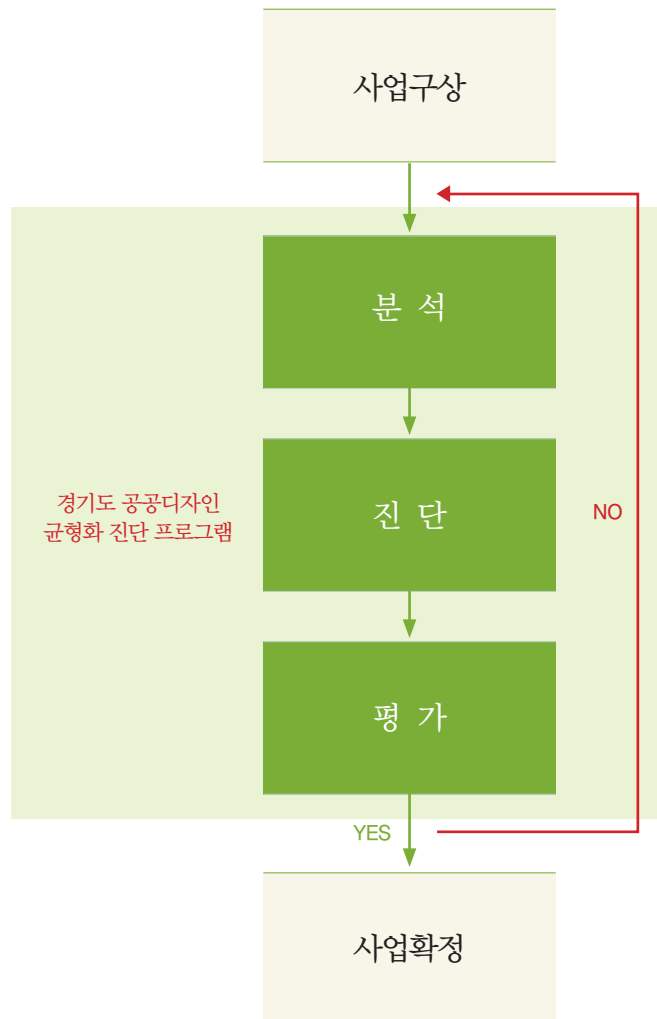 사업구상
분 석
경기도 공공디자인
균형화 진단 프로그램
진 단
NO
평 가
YES
사업확정